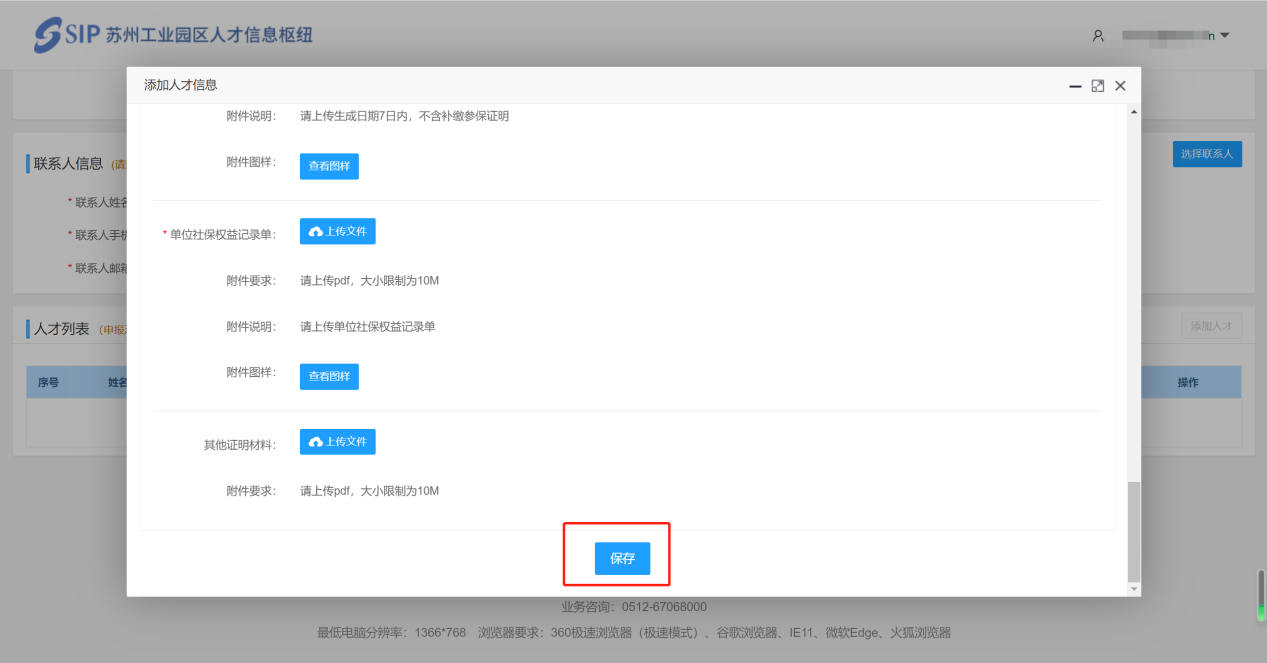 SIP 苏州工业园区人才信息枢纽
n
添加人才信息
附件说明： 请上传生成日期7日内，不含补缴参保证明
附件图样： 查看图样
联系人信息 (请
选择联系人
* 联系人姓名
* 单位社保权益记录单： 上传文件
* 联系人手机
* 联系人邮箱
附件要求： 请上传pdf，大小限制为10M
附件说明： 请上传单位社保权益记录单
人才列表 (申报
添加人才
附件图样： 查看图样
序号 姓名 操作
其他证明材料： 上传文件
附件要求： 请上传pdf，大小限制为10M
保存
业务咨询：0512-67068000
最低电脑分辨率：1366*768 浏览器要求：360极速浏览器（极速模式）、谷歌浏览器、IE11、微软Edge、火狐浏览器